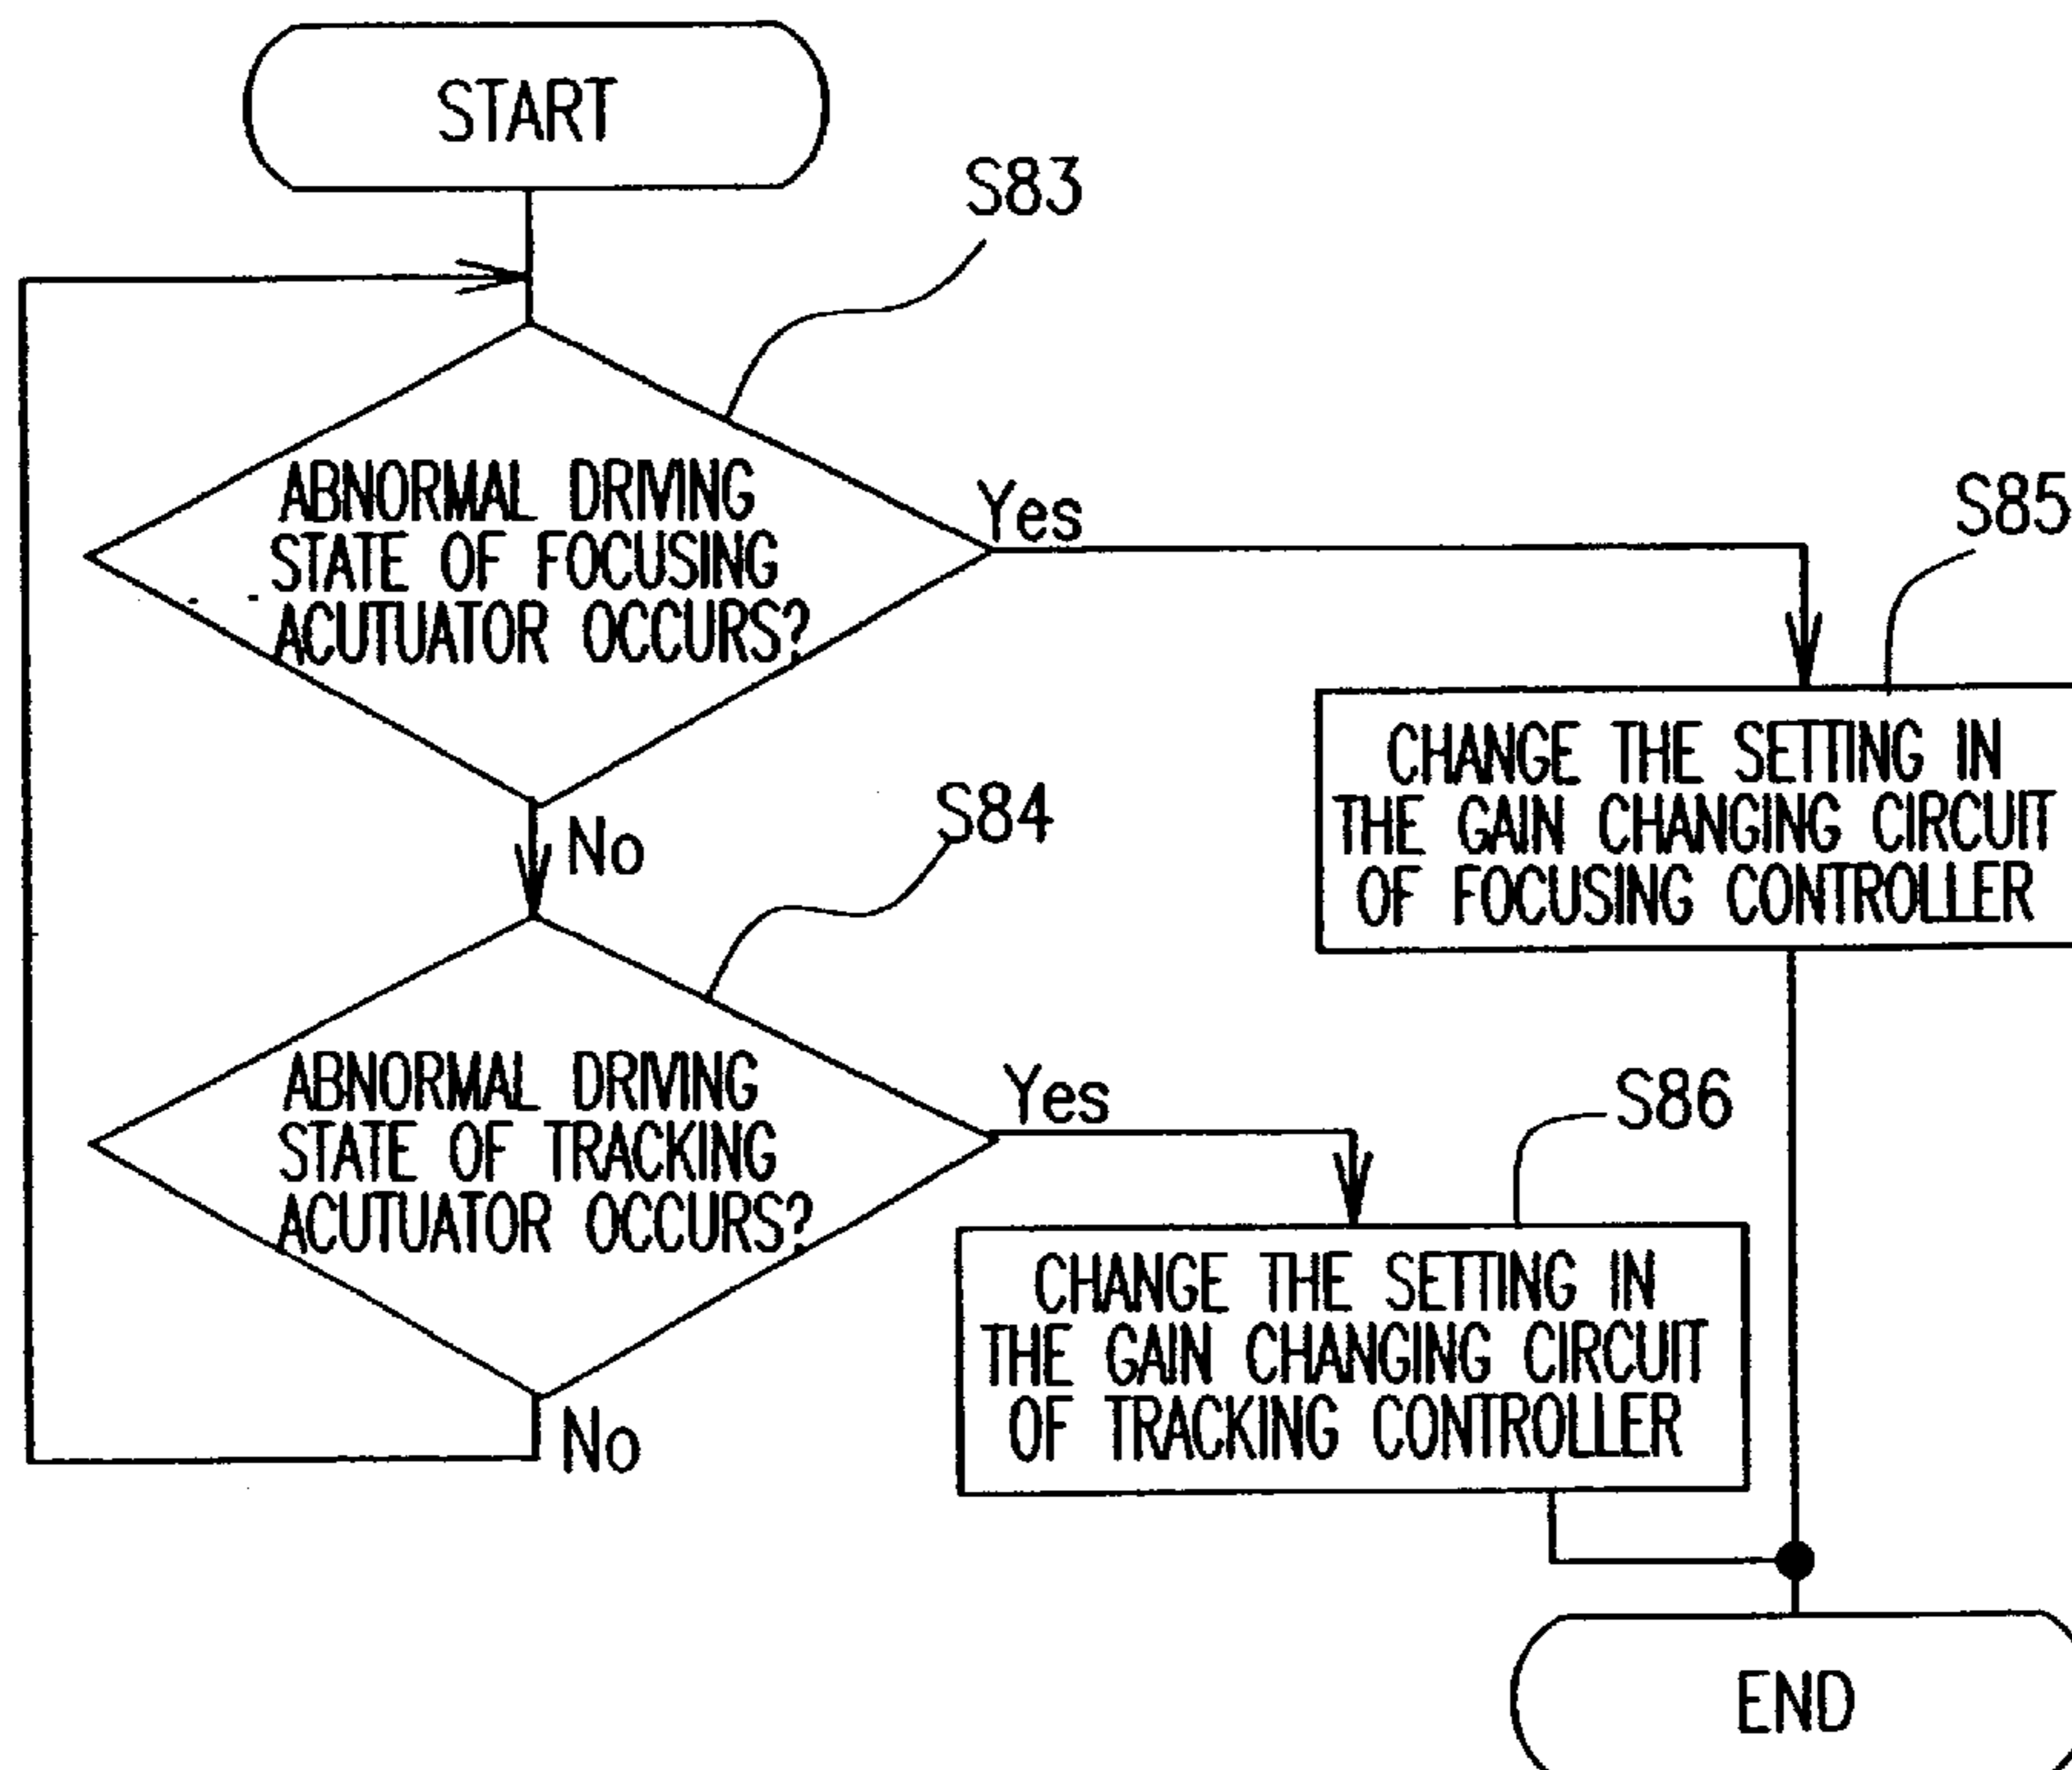 START
S83
ABNORMAL DRIVING
STATE OF FOCUSING
ACUTUATOR OCCURS?
Yes
S85
CHANGE THE SETTING IN
THE GAIN CHANGING CIRCUIT
OF FOCUSING CONTROLLER
No
S84
ABNORMAL DRIVING
STATE OF TRACKING
ACUTUATOR OCCURS?
Yes
S86
CHANGE THE SETTING IN
THE GAIN CHANGING CIRCUIT
OF TRACKING CONTROLLER
No
END